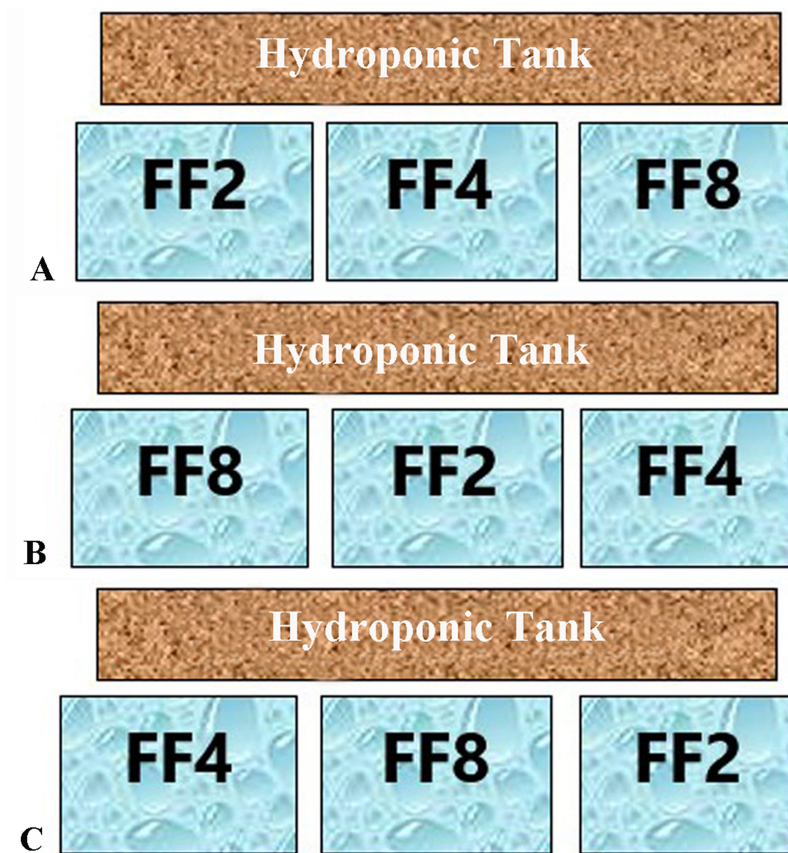 Hydroponic Tank
FF2 FF4 FF8
A
Hydroponic Tank
FF8 FF2 FF4
B
Hydroponic Tank
FF4 FF8 FF2
C